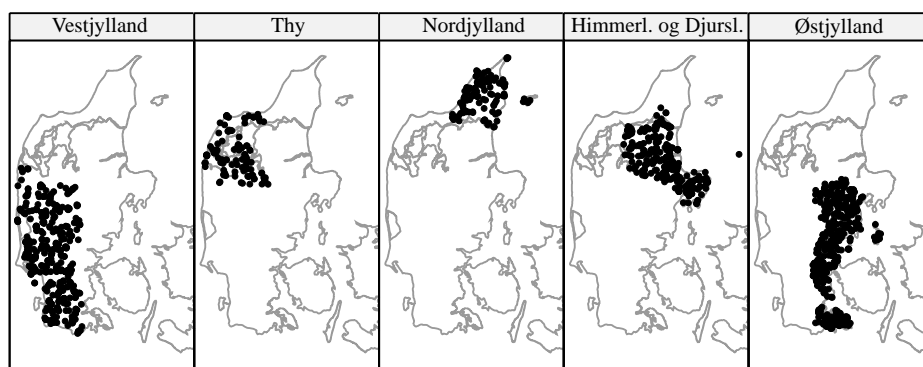 Vestjylland
Thy
Nordjylland
Himmerl. og Djursl.
Østjylland